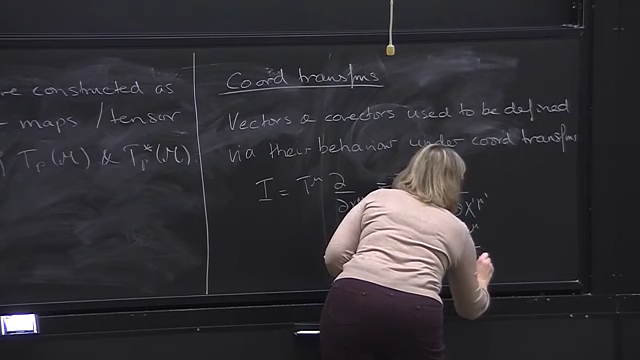 re constructed as
maps / tensor
T_p(M) & T_p^*(M)
Coord transfms
Vectors & covectors used to be defined
via their behaviour under coord transfms
T = T^μ ∂ =
∂x
∂x'^μ'